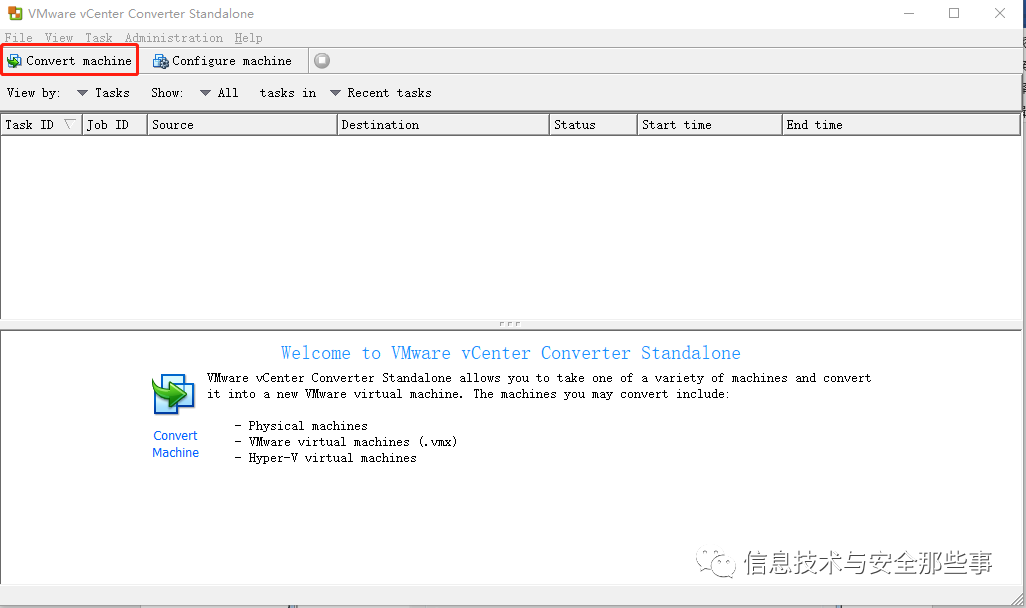 VMware vCenter Converter Standalone
File View Task Administration Help
Convert machine Configure machine
View by: Tasks Show: All tasks in Recent tasks
Task ID Job ID Source Destination Status Start time End time
Welcome to VMware vCenter Converter Standalone
VMware vCenter Converter Standalone allows you to take one of a variety of machines and convert
it into a new VMware virtual machine. The machines you may convert include:
- Physical machines
- VMware virtual machines (.vmx)
- Hyper-V virtual machines
Convert
Machine
信息技术与安全那些事